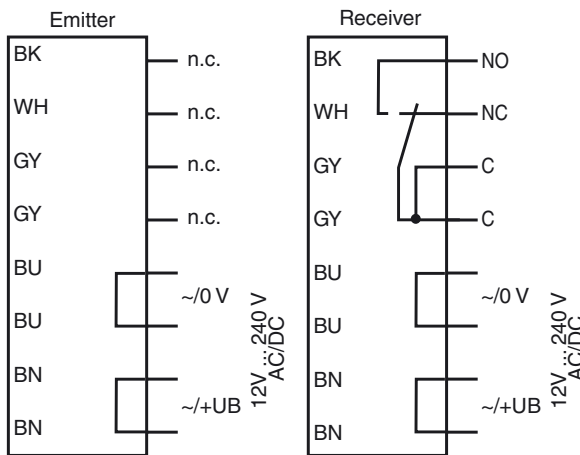 Emitter
BK n.c.
WH n.c.
GY n.c.
GY n.c.
BU
~/0 V
BU
BN
~/+UB
BN
12V ... 240 V
AC/DC
Receiver
BK NO
WH NC
GY C
GY C
BU
~/0 V
BU
BN
~/+UB
BN
12V ... 240 V
AC/DC